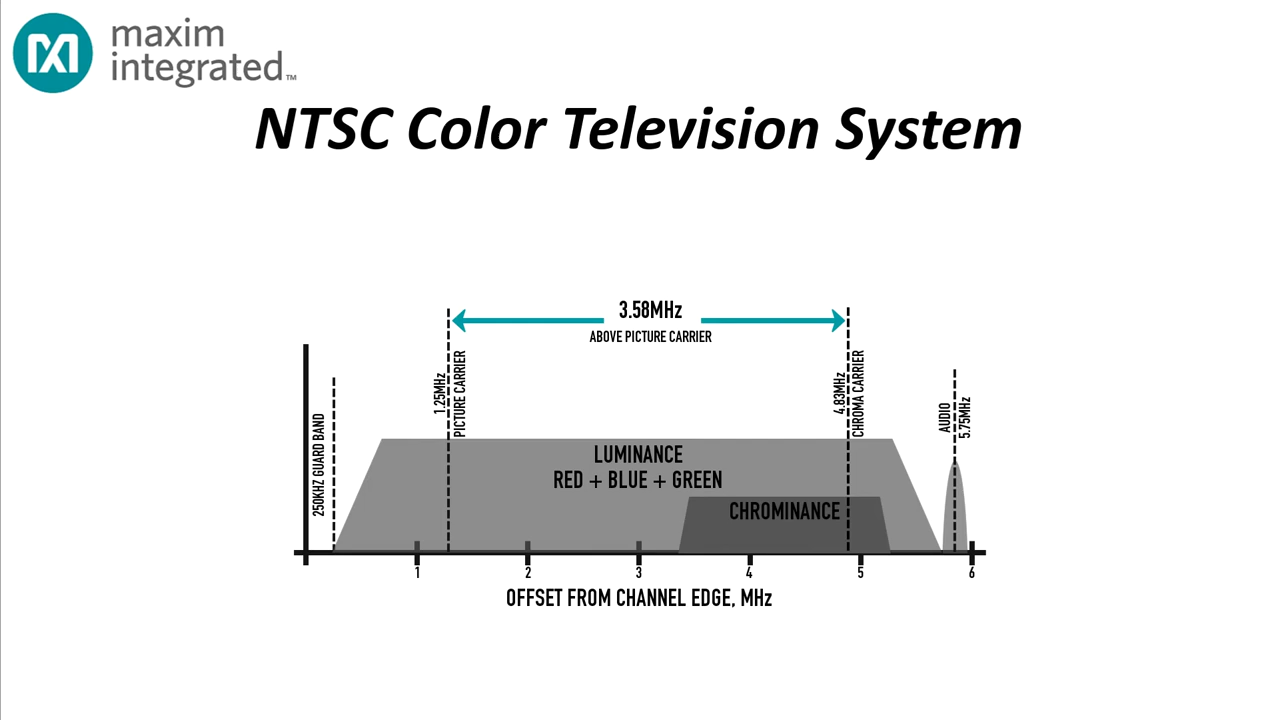 maxim
integrated™
NTSC Color Television System
3.58MHz
ABOVE PICTURE CARRIER
250KHZ GUARD BAND
1.25MHz
PICTURE CARRIER
4.83MHz
CHROMA CARRIER
AUDIO
5.75MHz
LUMINANCE
RED + BLUE + GREEN
CHROMINANCE
1 2 3 4 5 6
OFFSET FROM CHANNEL EDGE, MHz